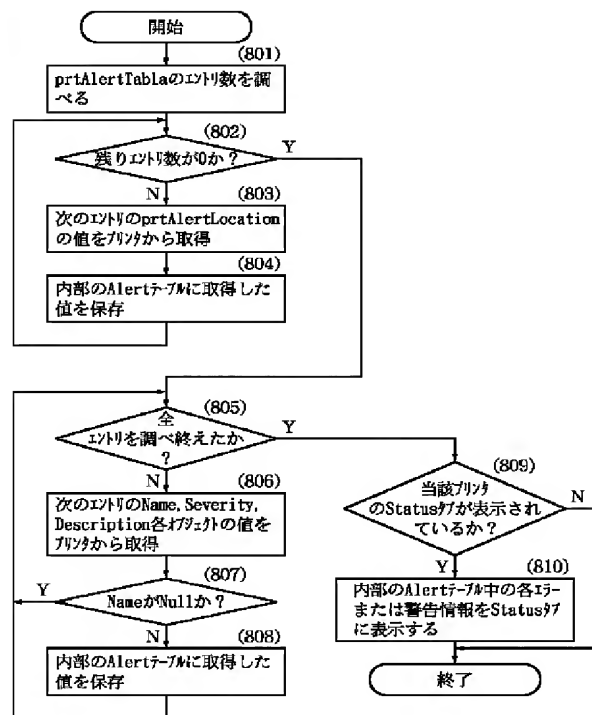 開始
(801)
prtAlertTablaのｴﾝﾄﾘ数を調
べる
(802)
残りｴﾝﾄﾘ数が0か？
Y
N
(803)
次のｴﾝﾄﾘのprtAlertLocation
の値をﾌﾟﾘﾝﾀから取得
(804)
内部のAlertﾃｰﾌﾞﾙに取得した
値を保存
(805)
全
ｴﾝﾄﾘを調べ終えたか
？
Y
N
(806)
次のｴﾝﾄﾘのName,Severity,
Description各ｵﾌﾞｼﾞｪｸﾄの値を
ﾌﾟﾘﾝﾀから取得
(807)
Y
NameがNullか？
N
(808)
内部のAlertﾃｰﾌﾞﾙに取得した
値を保存
(809)
当該ﾌﾟﾘﾝﾀ
のStatusﾀﾌﾞが表示され
ているか？
N
Y
(810)
内部のAlertﾃｰﾌﾞﾙ中の各ｴﾗｰ
または警告情報をStatusﾀﾌﾞ
に表示する
終了